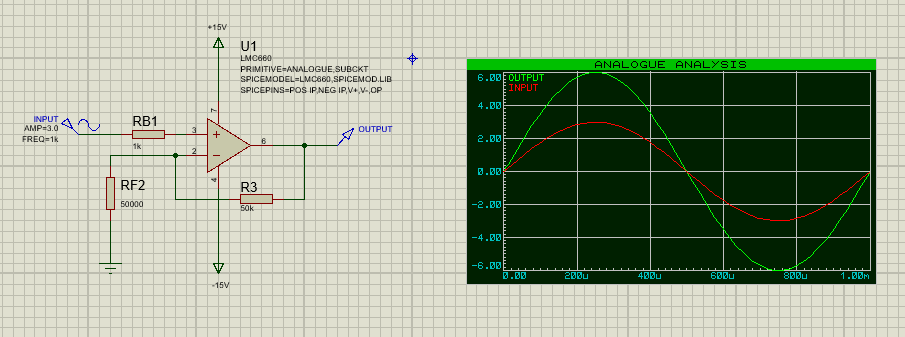 +15V
U1
LMC660
PRIMITIVE=ANALOGUE,SUBCKT
SPICEMODEL=LMC660,SPICEMOD.LIB
SPICEPINS=POS IP,NEG IP,V+,V-,OP
INPUT
AMP=3.0
FREQ=1k
RB1
1k
7
3
2
6
4
OUTPUT
RF2
50000
R3
50k
-15V
ANALOGUE ANALYSIS
OUTPUT
INPUT
6.00
4.00
2.00
0.00
-2.00
-4.00
-6.00
0.00 200u 400u 600u 800u 1.00m